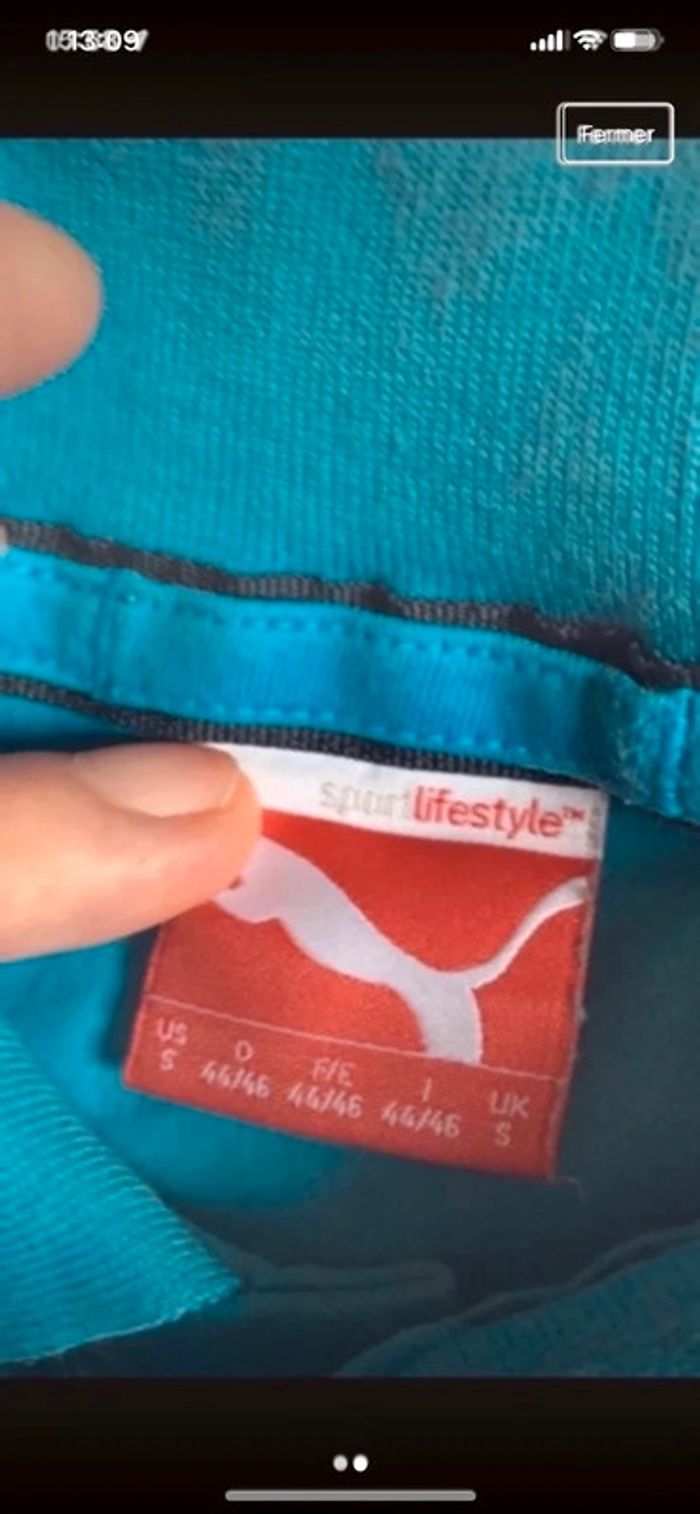 Fermer
sportlifestyle™
US D F/E I UK
S 44/46 44/46 44/46 S